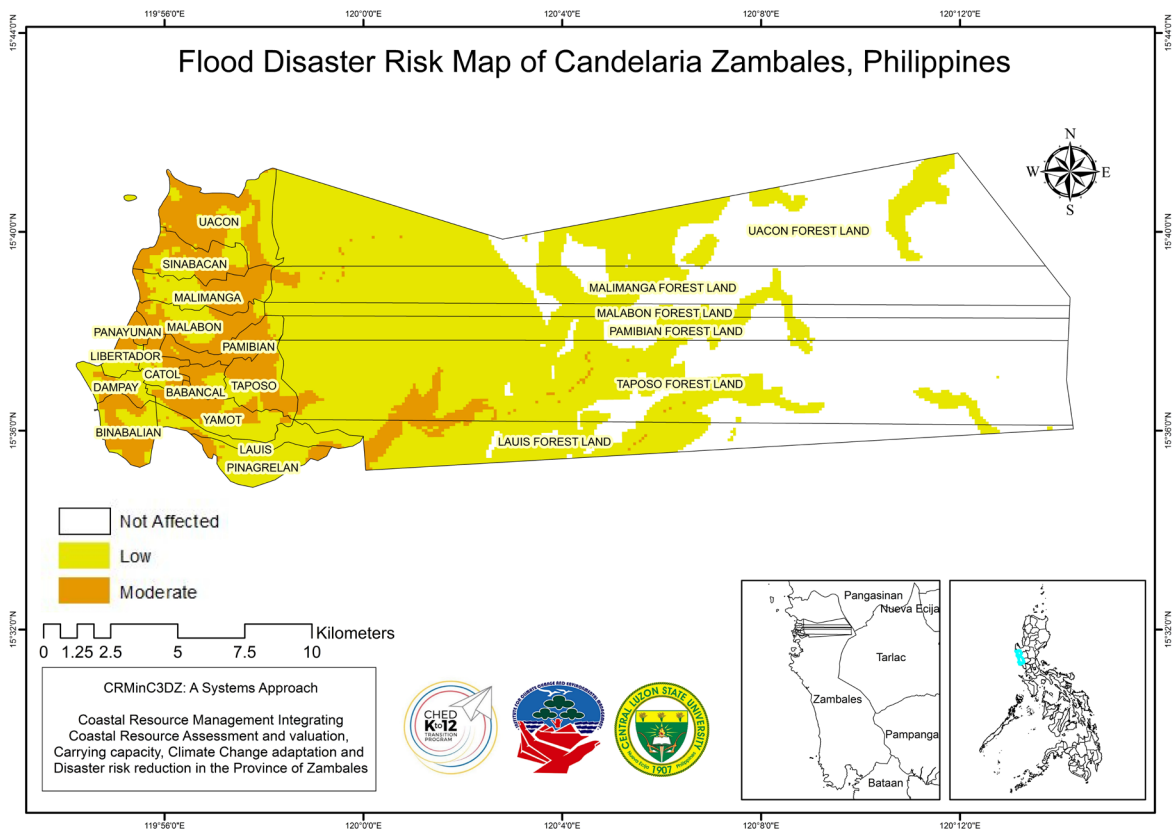 119°56'0"E 120°0'0"E 120°4'0"E 120°8'0"E 120°12'0"E
15°44'0"N 15°44'0"N
Flood Disaster Risk Map of Candelaria Zambales, Philippines
N
W E
S
UACON
UACON FOREST LAND
15°40'0"N 15°40'0"N
SINABACAN
MALIMANGA FOREST LAND
MALIMANGA
MALABON FOREST LAND
MALABON
PANAYUNAN
PAMIBIAN FOREST LAND
PAMIBIAN
LIBERTADOR
CATOL
DAMPAY
TAPOSO
TAPOSO FOREST LAND
BABANCAL
YAMOT
BINABALIAN
15°36'0"N 15°36'0"N
LAUIS FOREST LAND
LAUIS
PINAGRELAN
Not Affected
Low
Moderate
Kilometers
0 1.25 2.5 5 7.5 10
15°32'0"N 15°32'0"N
CRMinC3DZ: A Systems Approach
Coastal Resource Management Integrating
Coastal Resource Assessment and valuation,
Carrying capacity, Climate Change adaptation and
Disaster risk reduction in the Province of Zambales
CHED
K to 12
TRANSITION
PROGRAM
CENTRAL LUZON STATE UNIVERSITY
1907
Pangasinan
Nueva Ecija
Tarlac
Zambales
Pampanga
Bataan
119°56'0"E 120°0'0"E 120°4'0"E 120°8'0"E 120°12'0"E